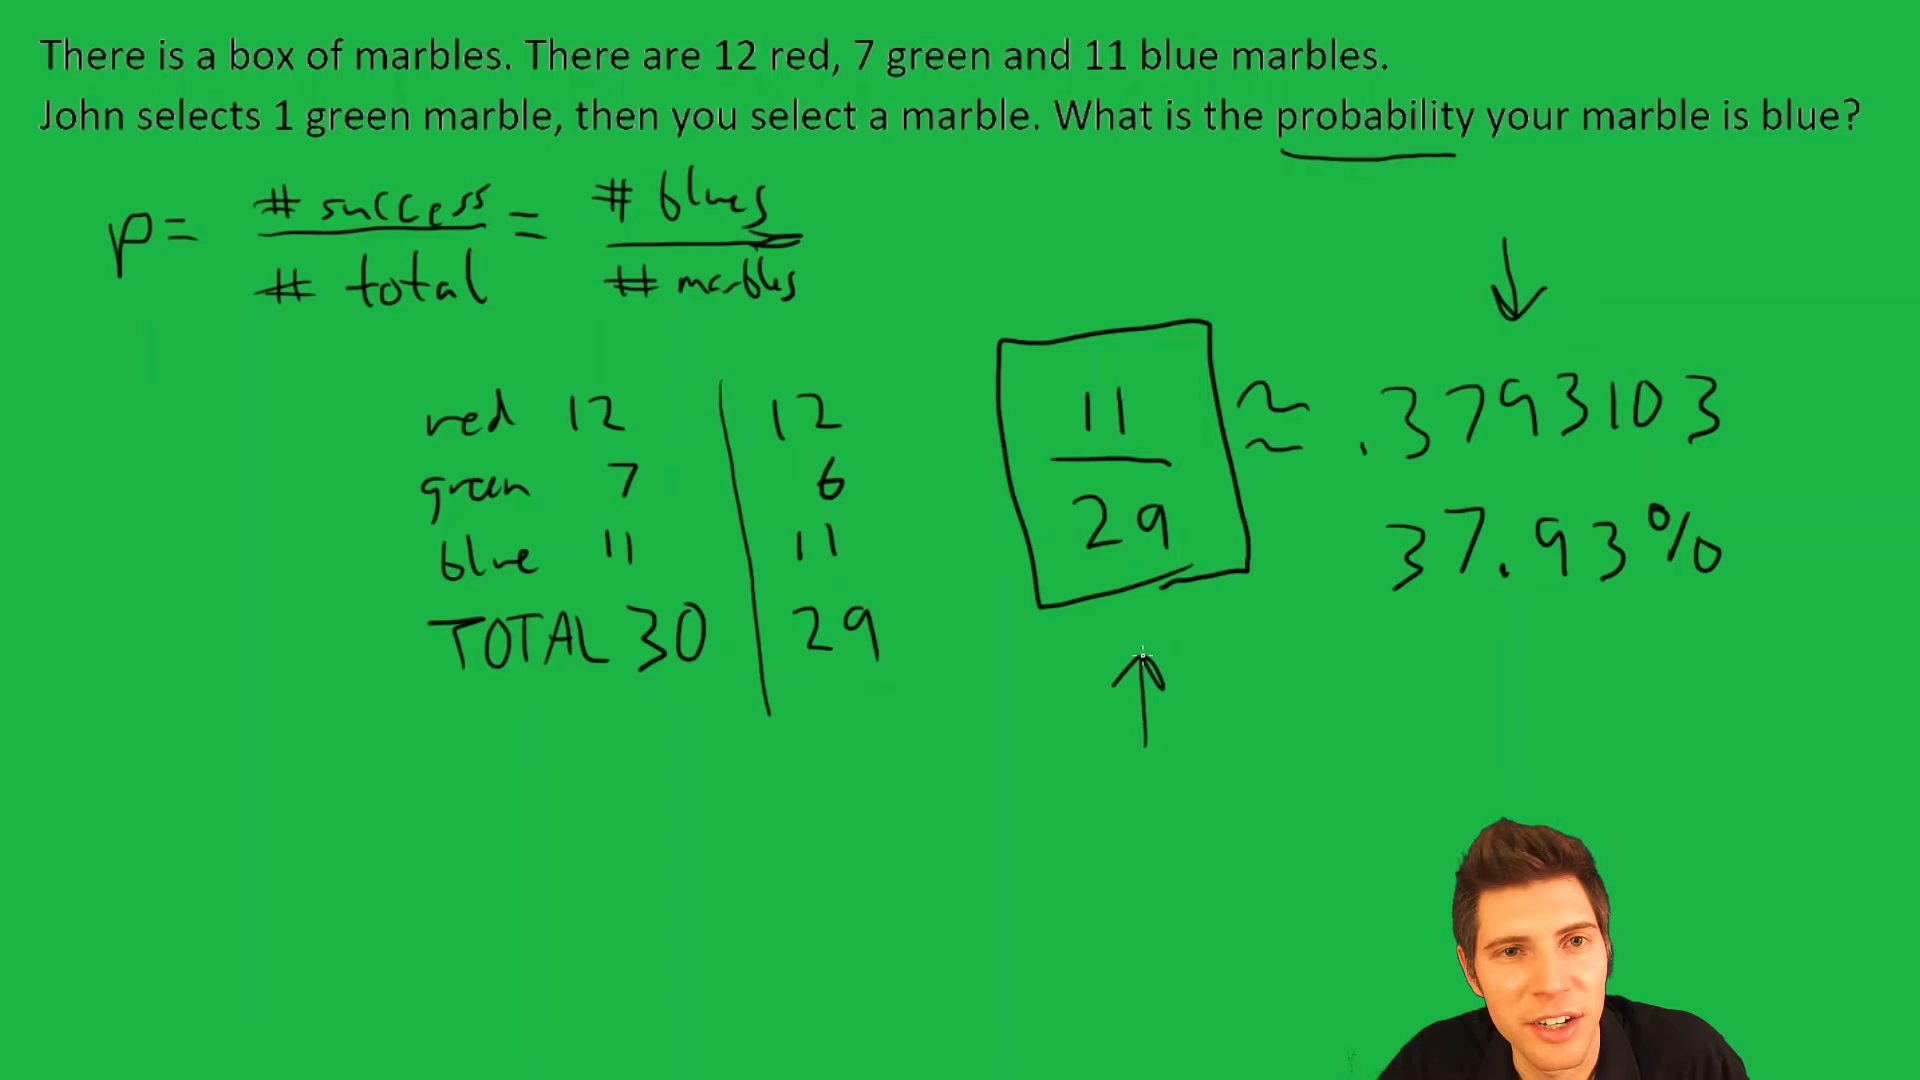 There is a box of marbles. There are 12 red, 7 green and 11 blue marbles.
John selects 1 green marble, then you select a marble. What is the probability your marble is blue?
p = # success / # total = # blues / # marbles
red 12 | 12
green 7 | 6
blue 11 | 11
TOTAL 30 | 29
11 / 29 ≈ .3793103
37.93%